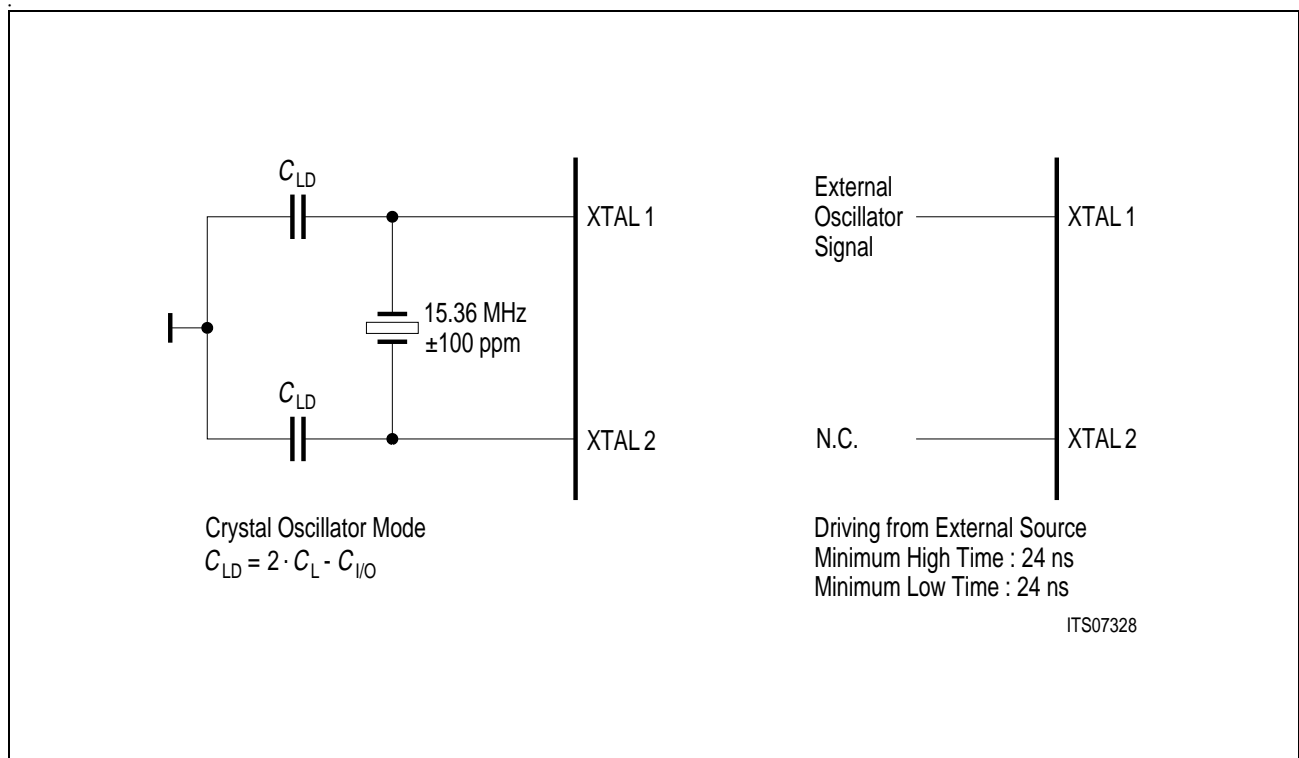 C_LD
XTAL 1
15.36 MHz
±100 ppm
C_LD
XTAL 2
Crystal Oscillator Mode
C_LD = 2 · C_L - C_I/O
External
Oscillator
Signal
XTAL 1
N.C.
XTAL 2
Driving from External Source
Minimum High Time : 24 ns
Minimum Low Time : 24 ns
ITS07328